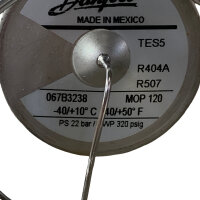 Danfoss
MADE IN MEXICO
TES5
R404A
R507
067B3238 MOP 120
-40/+10° C -40/+50° F
PS 22 bar / MWP 320 psig